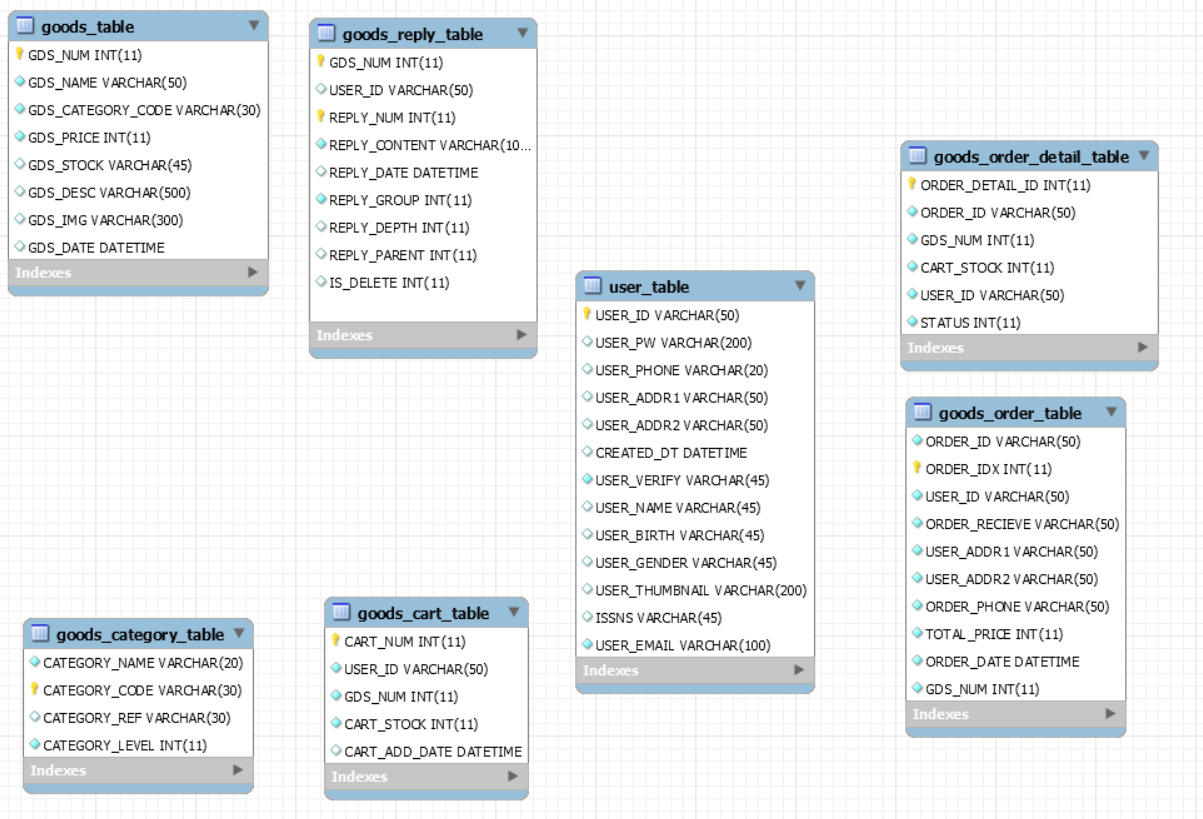 goods_table
GDS_NUM INT(11)
GDS_NAME VARCHAR(50)
GDS_CATEGORY_CODE VARCHAR(30)
GDS_PRICE INT(11)
GDS_STOCK VARCHAR(45)
GDS_DESC VARCHAR(500)
GDS_IMG VARCHAR(300)
GDS_DATE DATETIME
Indexes
goods_reply_table
GDS_NUM INT(11)
USER_ID VARCHAR(50)
REPLY_NUM INT(11)
REPLY_CONTENT VARCHAR(10...
REPLY_DATE DATETIME
REPLY_GROUP INT(11)
REPLY_DEPTH INT(11)
REPLY_PARENT INT(11)
IS_DELETE INT(11)
Indexes
user_table
USER_ID VARCHAR(50)
USER_PW VARCHAR(200)
USER_PHONE VARCHAR(20)
USER_ADDR1 VARCHAR(50)
USER_ADDR2 VARCHAR(50)
CREATED_DT DATETIME
USER_VERIFY VARCHAR(45)
USER_NAME VARCHAR(45)
USER_BIRTH VARCHAR(45)
USER_GENDER VARCHAR(45)
USER_THUMBNAIL VARCHAR(200)
ISSNS VARCHAR(45)
USER_EMAIL VARCHAR(100)
Indexes
goods_order_detail_table
ORDER_DETAIL_ID INT(11)
ORDER_ID VARCHAR(50)
GDS_NUM INT(11)
CART_STOCK INT(11)
USER_ID VARCHAR(50)
STATUS INT(11)
Indexes
goods_order_table
ORDER_ID VARCHAR(50)
ORDER_IDX INT(11)
USER_ID VARCHAR(50)
ORDER_RECIEVE VARCHAR(50)
USER_ADDR1 VARCHAR(50)
USER_ADDR2 VARCHAR(50)
ORDER_PHONE VARCHAR(50)
TOTAL_PRICE INT(11)
ORDER_DATE DATETIME
GDS_NUM INT(11)
Indexes
goods_category_table
CATEGORY_NAME VARCHAR(20)
CATEGORY_CODE VARCHAR(30)
CATEGORY_REF VARCHAR(30)
CATEGORY_LEVEL INT(11)
Indexes
goods_cart_table
CART_NUM INT(11)
USER_ID VARCHAR(50)
GDS_NUM INT(11)
CART_STOCK INT(11)
CART_ADD_DATE DATETIME
Indexes